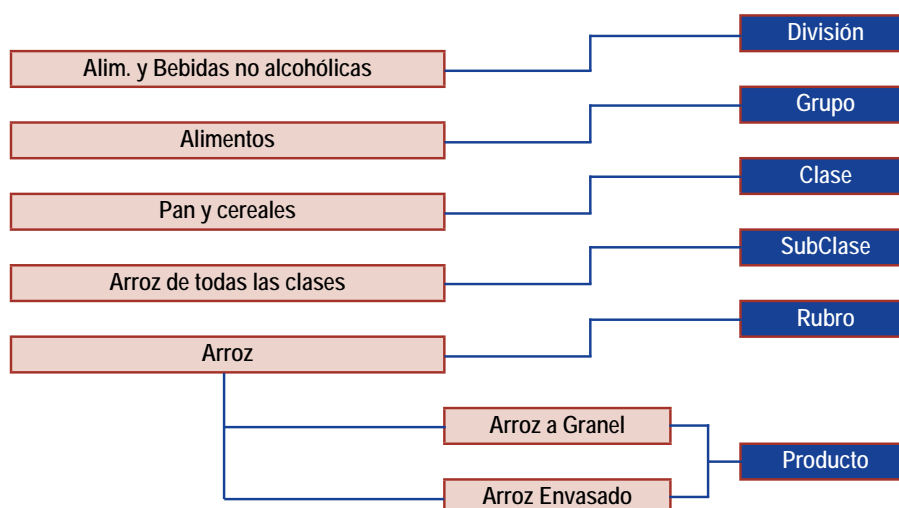 División
Alim. y Bebidas no alcohólicas
Grupo
Alimentos
Clase
Pan y cereales
SubClase
Arroz de todas las clases
Rubro
Arroz
Arroz a Granel
Producto
Arroz Envasado